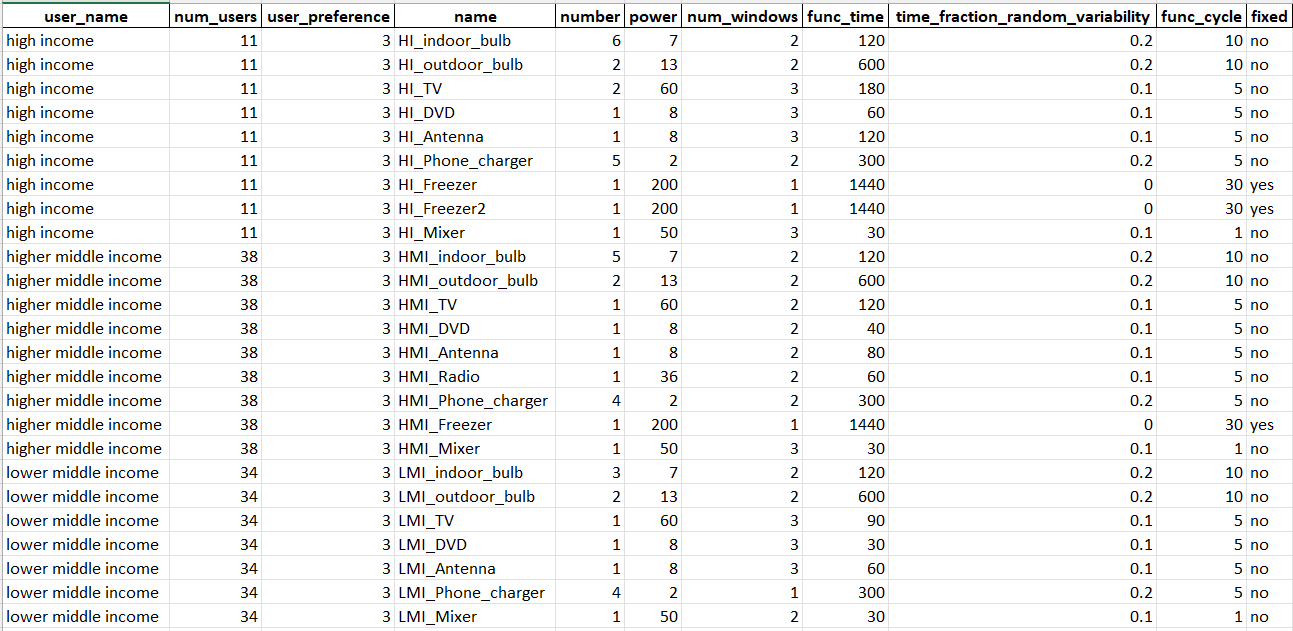 user_name num_users user_preference name number power num_windows func_time time_fraction_random_variability func_cycle fixed
high income 11 3 HI_indoor_bulb 6 7 2 120 0.2 10 no
high income 11 3 HI_outdoor_bulb 2 13 2 600 0.2 10 no
high income 11 3 HI_TV 2 60 3 180 0.1 5 no
high income 11 3 HI_DVD 1 8 3 60 0.1 5 no
high income 11 3 HI_Antenna 1 8 3 120 0.1 5 no
high income 11 3 HI_Phone_charger 5 2 2 300 0.2 5 no
high income 11 3 HI_Freezer 1 200 1 1440 0 30 yes
high income 11 3 HI_Freezer2 1 200 1 1440 0 30 yes
high income 11 3 HI_Mixer 1 50 3 30 0.1 1 no
higher middle income 38 3 HMI_indoor_bulb 5 7 2 120 0.2 10 no
higher middle income 38 3 HMI_outdoor_bulb 2 13 2 600 0.2 10 no
higher middle income 38 3 HMI_TV 1 60 2 120 0.1 5 no
higher middle income 38 3 HMI_DVD 1 8 2 40 0.1 5 no
higher middle income 38 3 HMI_Antenna 1 8 2 80 0.1 5 no
higher middle income 38 3 HMI_Radio 1 36 2 60 0.1 5 no
higher middle income 38 3 HMI_Phone_charger 4 2 2 300 0.2 5 no
higher middle income 38 3 HMI_Freezer 1 200 1 1440 0 30 yes
higher middle income 38 3 HMI_Mixer 1 50 3 30 0.1 1 no
lower middle income 34 3 LMI_indoor_bulb 3 7 2 120 0.2 10 no
lower middle income 34 3 LMI_outdoor_bulb 2 13 2 600 0.2 10 no
lower middle income 34 3 LMI_TV 1 60 3 90 0.1 5 no
lower middle income 34 3 LMI_DVD 1 8 3 30 0.1 5 no
lower middle income 34 3 LMI_Antenna 1 8 3 60 0.1 5 no
lower middle income 34 3 LMI_Phone_charger 4 2 1 300 0.2 5 no
lower middle income 34 3 LMI_Mixer 1 50 2 30 0.1 1 no